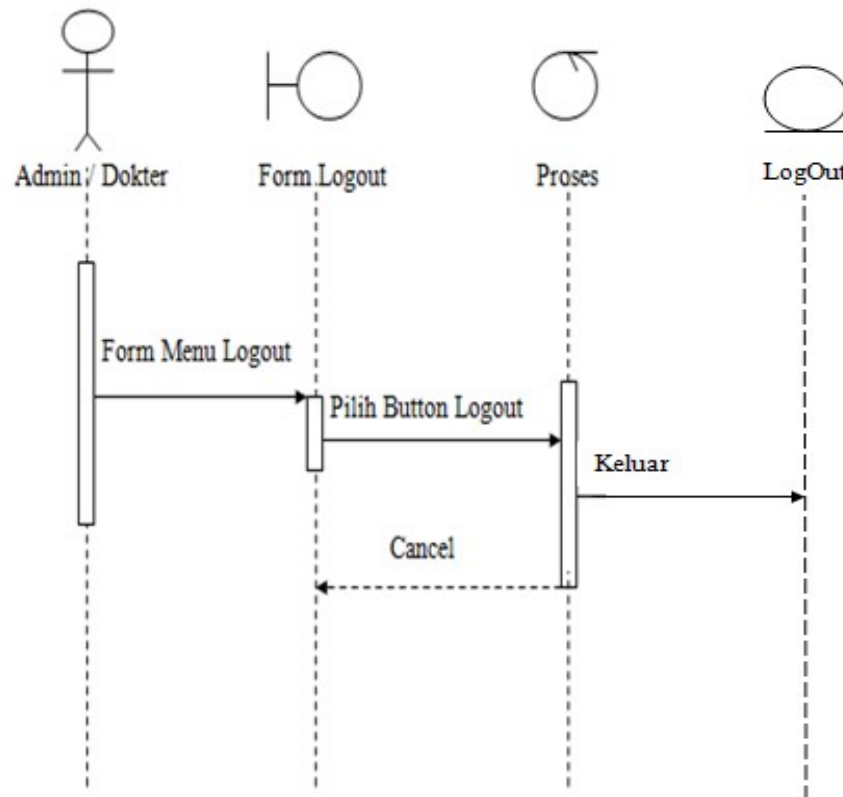 Admin / Dokter
Form Logout
Proses
LogOut
Form Menu Logout
Pilih Button Logout
Keluar
Cancel